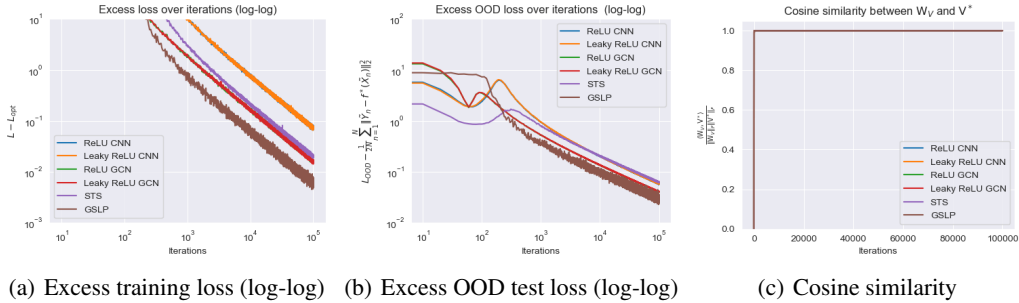 Excess loss over iterations (log-log)
L − L_opt
10^1
10^0
10^-1
10^-2
10^-3
ReLU CNN
Leaky ReLU CNN
ReLU GCN
Leaky ReLU GCN
STS
GSLP
10^1 10^2 10^3 10^4 10^5
Iterations
(a) Excess training loss (log-log)
Excess OOD loss over iterations (log-log)
10^2
10^1
10^0
10^-1
10^-2
ReLU CNN
Leaky ReLU CNN
ReLU GCN
Leaky ReLU GCN
STS
GSLP
10^1 10^2 10^3 10^4 10^5
Iterations
(b) Excess OOD test loss (log-log)
Cosine similarity between W_V and V*
1.0
0.8
0.6
0.4
0.2
0.0
ReLU CNN
Leaky ReLU CNN
ReLU GCN
Leaky ReLU GCN
STS
GSLP
0 20000 40000 60000 80000 100000
Iterations
(c) Cosine similarity